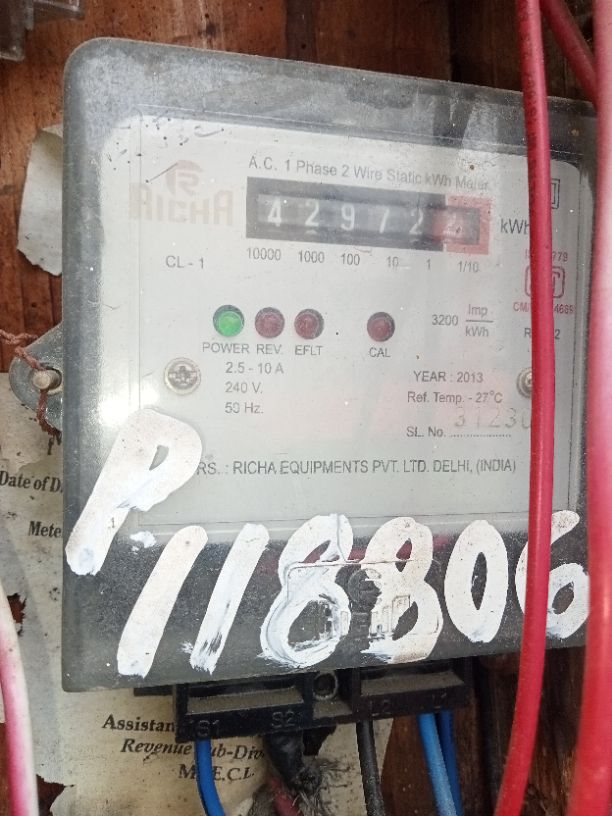 A.C. 1 Phase 2 Wire Static kWh Meter
RICHA
4 2 9 7 2
kWh
CL - 1
10000 1000 100 10 1 1/10
3200 Imp/kWh
POWER REV. EFLT CAL
2.5 - 10 A
240 V.
50 Hz.
YEAR : 2013
Ref. Temp. - 27°C
SL. No.
RS. : RICHA EQUIPMENTS PVT. LTD. DELHI, (INDIA)
P-118806
S1 S2 L2 L1
Date of
Mete
Assistan
Revenue Sub-Div